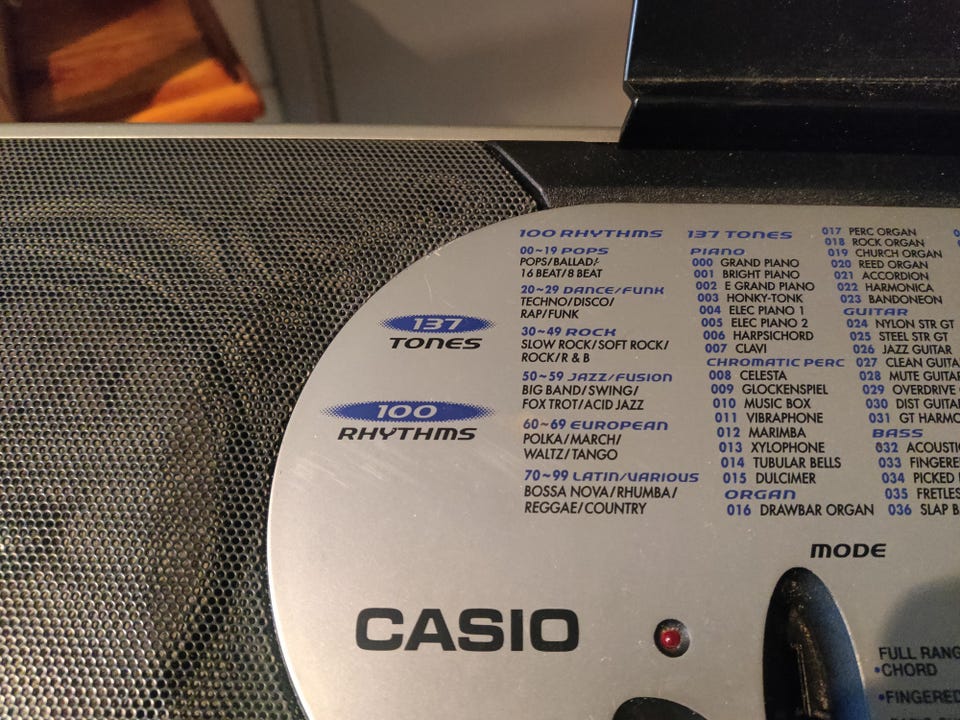 137
TONES
100
RHYTHMS
100 RHYTHMS
00~19 POPS
POPS/BALLAD/
16 BEAT/8 BEAT
20~29 DANCE/FUNK
TECHNO/DISCO/
RAP/FUNK
30~49 ROCK
SLOW ROCK/SOFT ROCK/
ROCK/R & B
50~59 JAZZ/FUSION
BIG BAND/SWING/
FOX TROT/ACID JAZZ
60~69 EUROPEAN
POLKA/MARCH/
WALTZ/TANGO
70~99 LATIN/VARIOUS
BOSSA NOVA/RHUMBA/
REGGAE/COUNTRY
137 TONES
PIANO
000 GRAND PIANO
001 BRIGHT PIANO
002 E GRAND PIANO
003 HONKY-TONK
004 ELEC PIANO 1
005 ELEC PIANO 2
006 HARPSICHORD
007 CLAVI
CHROMATIC PERC
008 CELESTA
009 GLOCKENSPIEL
010 MUSIC BOX
011 VIBRAPHONE
012 MARIMBA
013 XYLOPHONE
014 TUBULAR BELLS
015 DULCIMER
ORGAN
016 DRAWBAR ORGAN
017 PERC ORGAN
018 ROCK ORGAN
019 CHURCH ORGAN
020 REED ORGAN
021 ACCORDION
022 HARMONICA
023 BANDONEON
GUITAR
024 NYLON STR GT
025 STEEL STR GT
026 JAZZ GUITAR
027 CLEAN GUITA
028 MUTE GUITAR
029 OVERDRIVE
030 DIST GUITA
031 GT HARMO
BASS
032 ACOUSTI
033 FINGERE
034 PICKED
035 FRETLES
036 SLAP B
MODE
CASIO
FULL RANG
•CHORD
•FINGERED